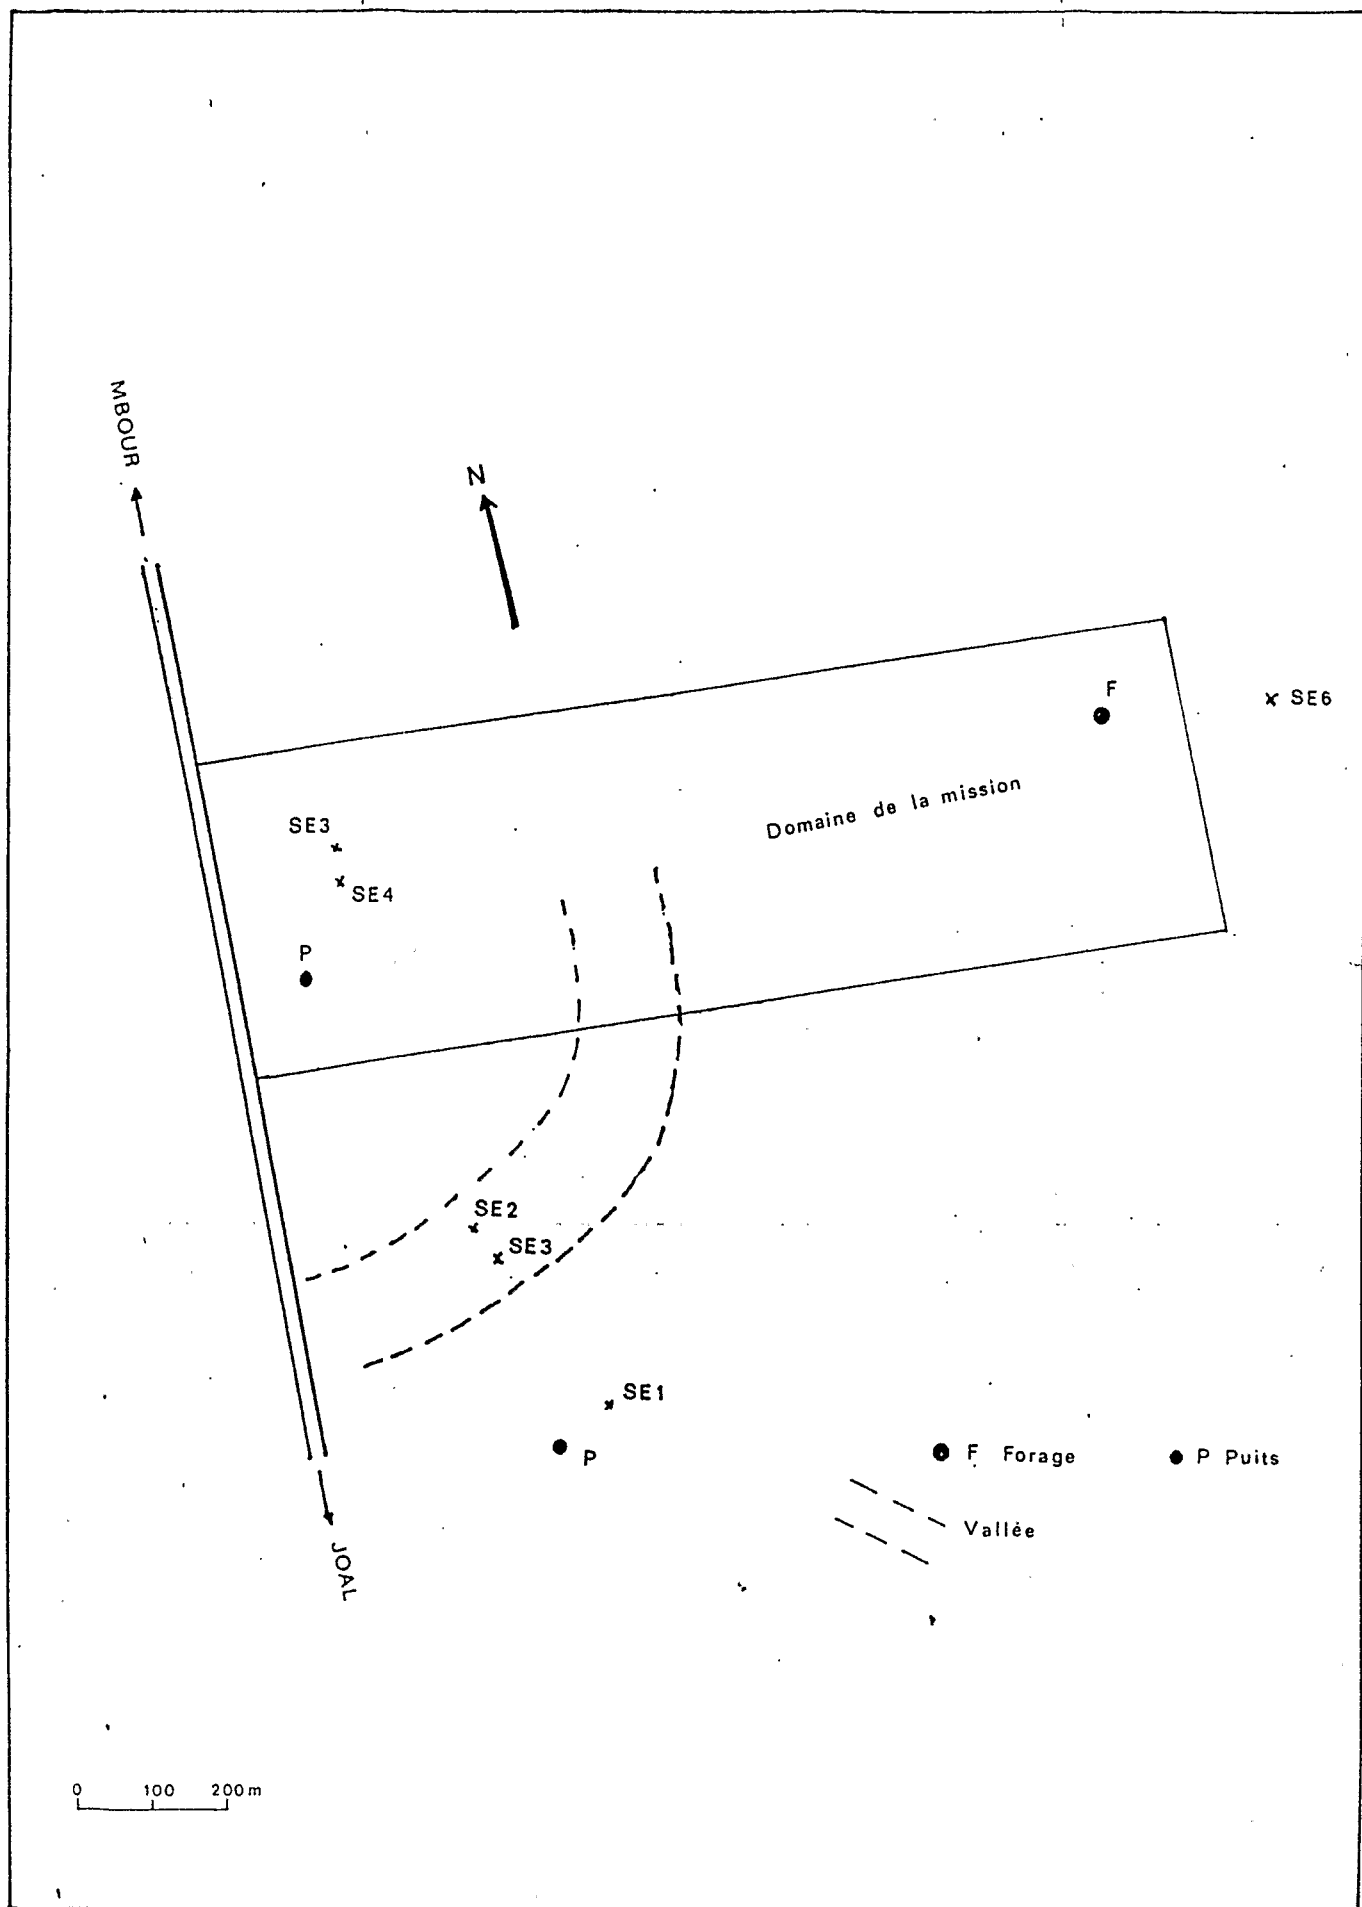 MBOUR
N
F
SE6
Domaine de la mission
SE3
SE4
P
SE2
SE3
SE1
P
F Forage
P Puits
Vallée
JOAL
0 100 200m